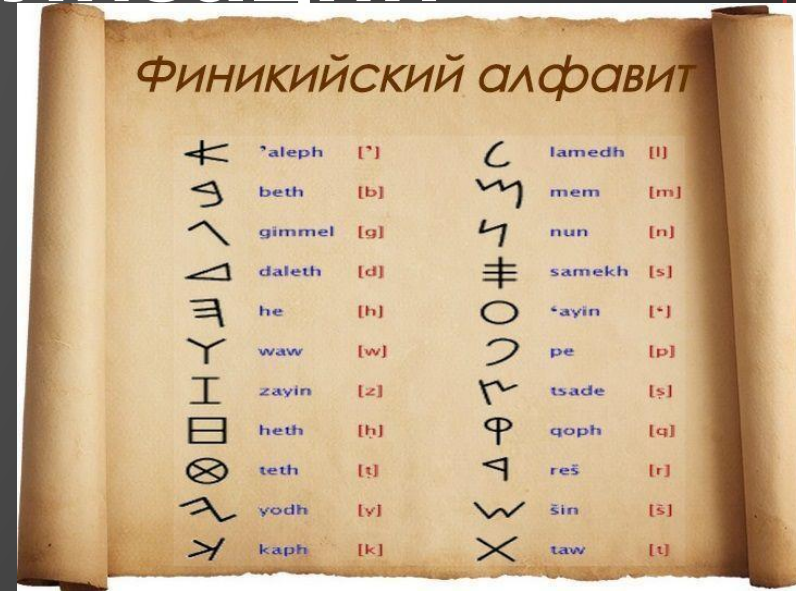 Финикийский алфавит
𐤀 ’aleph [’]
𐤁 beth [b]
𐤂 gimmel [g]
𐤃 daleth [d]
𐤄 he [h]
𐤅 waw [w]
𐤆 zayin [z]
𐤇 heth [ḥ]
𐤈 teth [ṭ]
𐤉 yodh [y]
𐤊 kaph [k]
𐤋 lamedh [l]
𐤌 mem [m]
𐤍 nun [n]
𐤎 samekh [s]
𐤏 ‘ayin [‘]
𐤐 pe [p]
𐤑 tsade [ṣ]
𐤒 qoph [q]
𐤓 reš [r]
𐤔 šin [š]
𐤕 taw [t]